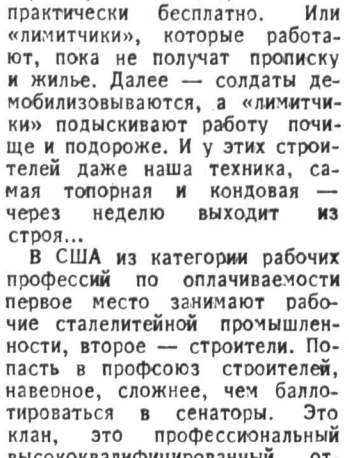 практически бесплатно. Или
«лимитчики», которые работа-
ют, пока не получат прописку
и жилье. Далее — солдаты де-
мобилизовываются, а «лимитчи-
ки» подыскивают работу почи-
ще и подороже. И у этих строи-
телей даже наша техника, са-
мая топорная и кондовая —
через неделю выходит из
строя...
В США из категории рабочих
профессий по оплачиваемости
первое место занимают рабо-
чие сталелитейной промышлен-
ности, второе — строители. По-
пасть в профсоюз строителей,
наверное, сложнее, чем балло-
тироваться в сенаторы. Это
клан, это профессиональный
высококвалифицированный от-